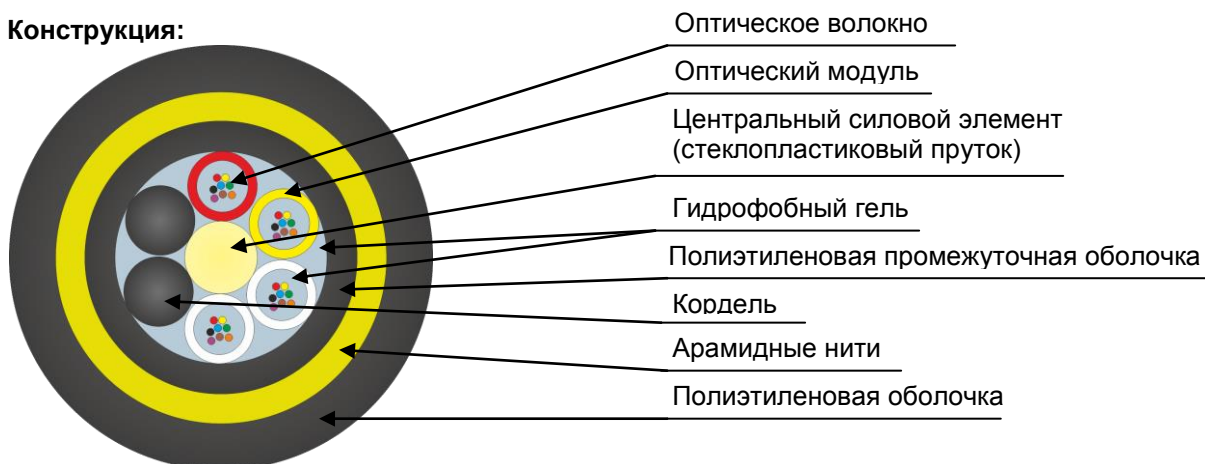 Конструкция:
Оптическое волокно
Оптический модуль
Центральный силовой элемент
(стеклопластиковый пруток)
Гидрофобный гель
Полиэтиленовая промежуточная оболочка
Кордель
Арамидные нити
Полиэтиленовая оболочка